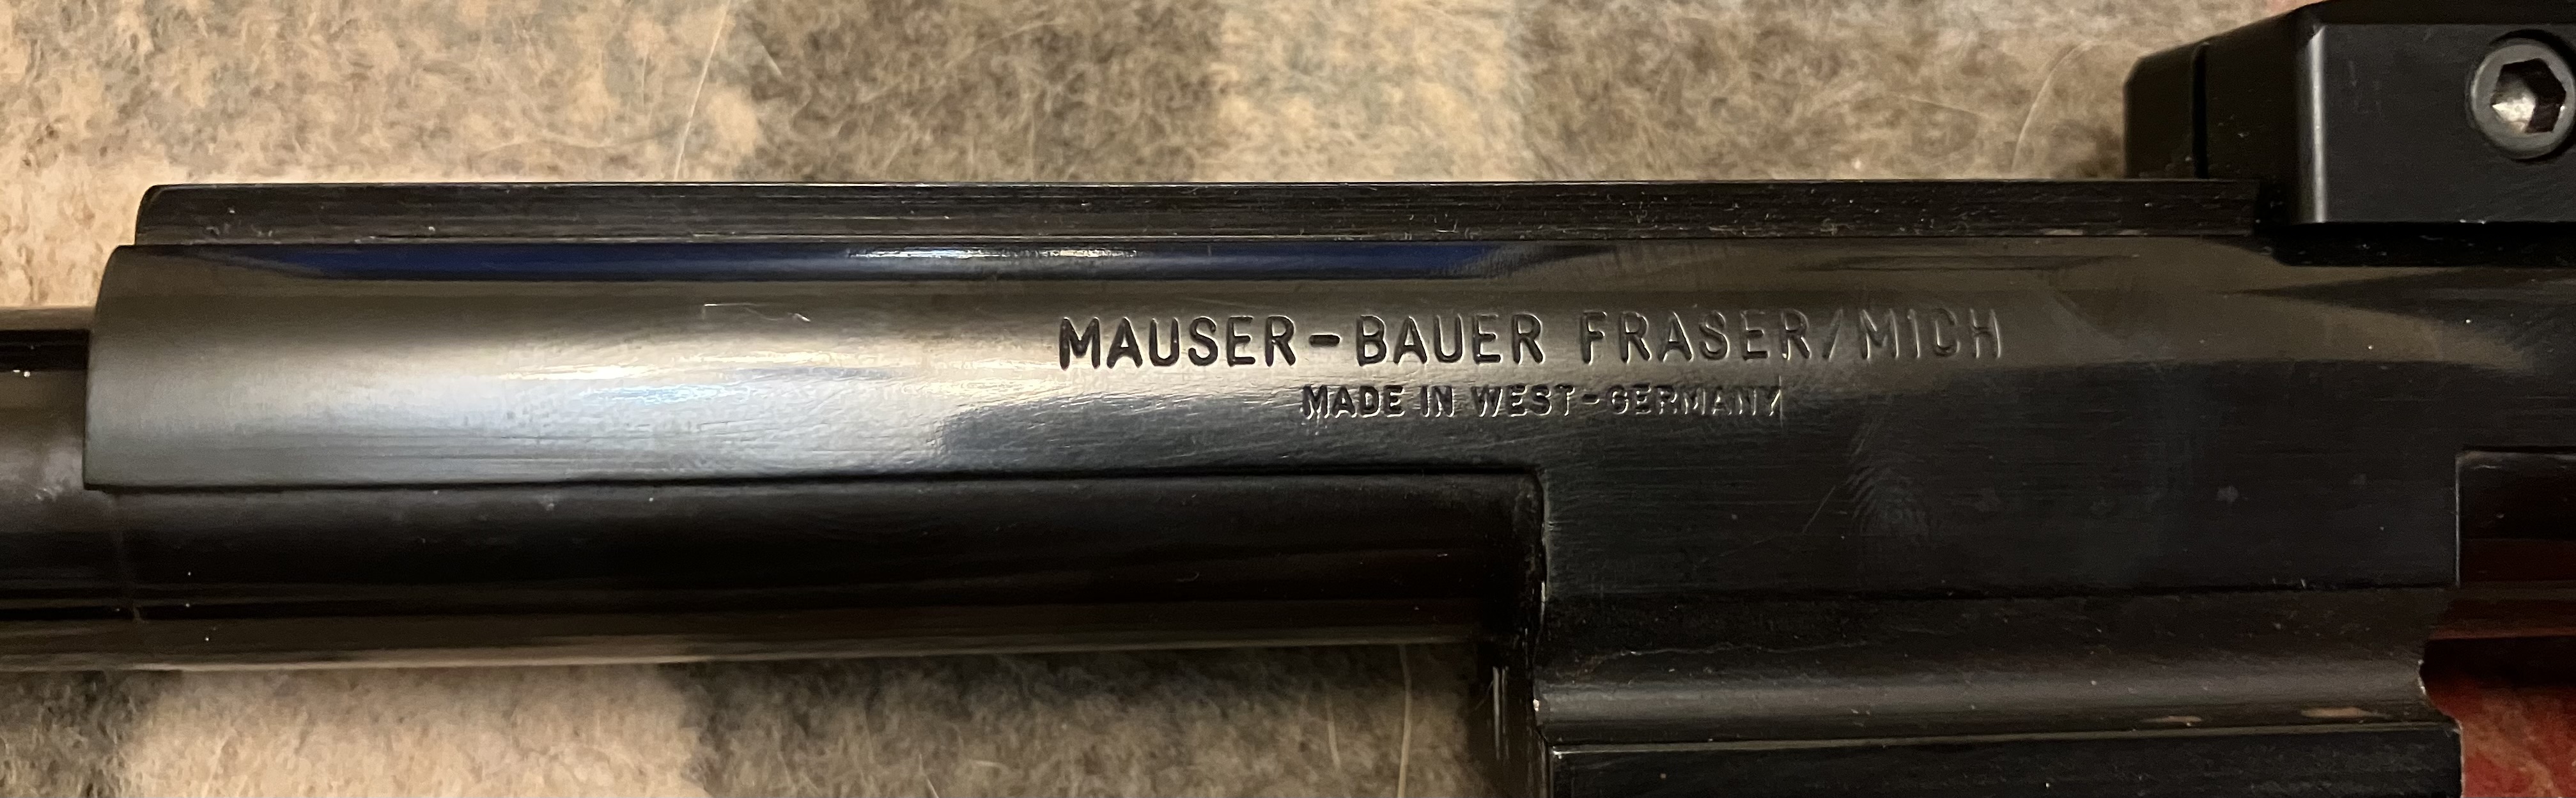 MAUSER-BAUER FRASER/MICH
MADE IN WEST-GERMANY